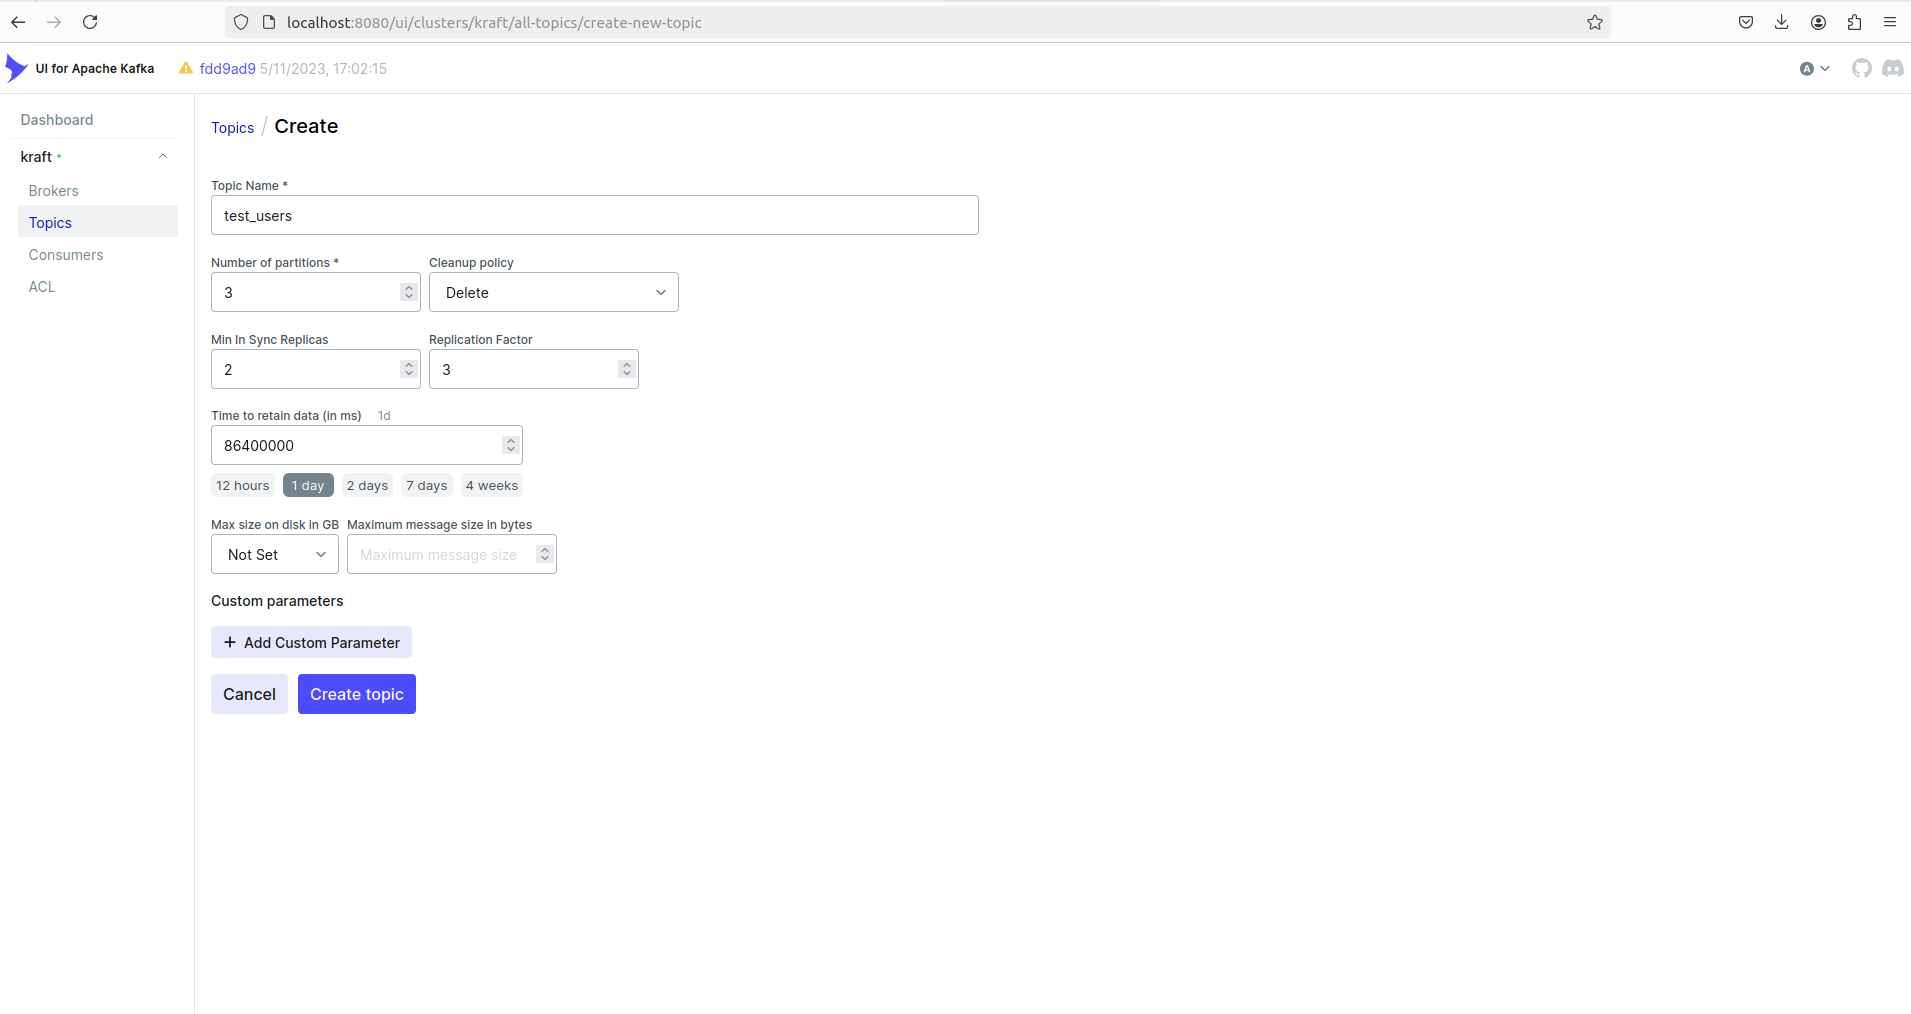 localhost:8080/ui/clusters/kraft/all-topics/create-new-topic
UI for Apache Kafka fdd9ad9 5/11/2023, 17:02:15
A
Dashboard
kraft
Brokers
Topics
Consumers
ACL
Topics / Create
Topic Name *
test_users
Number of partitions * Cleanup policy
3 Delete
Min In Sync Replicas Replication Factor
2 3
Time to retain data (in ms) 1d
86400000
12 hours 1 day 2 days 7 days 4 weeks
Max size on disk in GB Maximum message size in bytes
Not Set Maximum message size
Custom parameters
+ Add Custom Parameter
Cancel Create topic